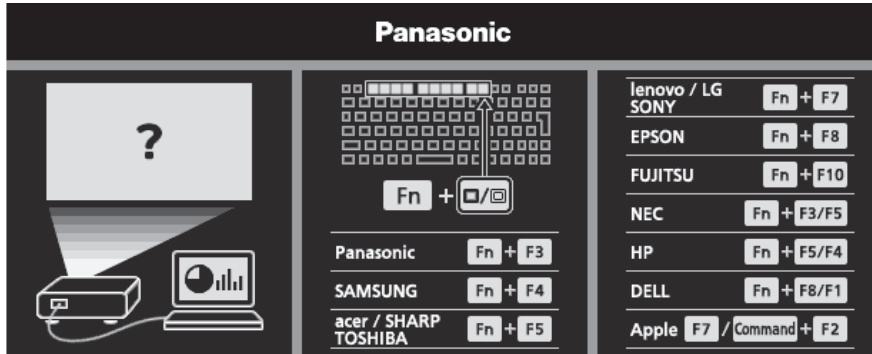 Panasonic
?
Fn +
Panasonic Fn + F3
SAMSUNG Fn + F4
acer / SHARP
TOSHIBA Fn + F5
lenovo / LG
SONY Fn + F7
EPSON Fn + F8
FUJITSU Fn + F10
NEC Fn + F3/F5
HP Fn + F5/F4
DELL Fn + F8/F1
Apple F7 / Command + F2